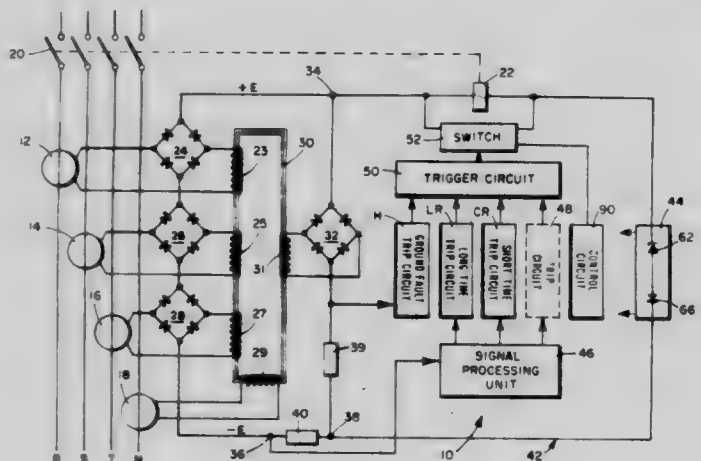 20
12
14
16
18
24
26
28
+E
-E
23
25
27
29
30
31
32
34
36
38
39
40
22
52
SWITCH
50
TRIGGER CIRCUIT
H
GROUND FAULT
TRIP CIRCUIT
LR
LONG TIME
TRIP CIRCUIT
CR
SHORT TIME
TRIP CIRCUIT
48
TRIP
CIRCUIT
90
CONTROL
CIRCUIT
44
62
66
SIGNAL
PROCESSING
UNIT
46
10
42
S
T
N